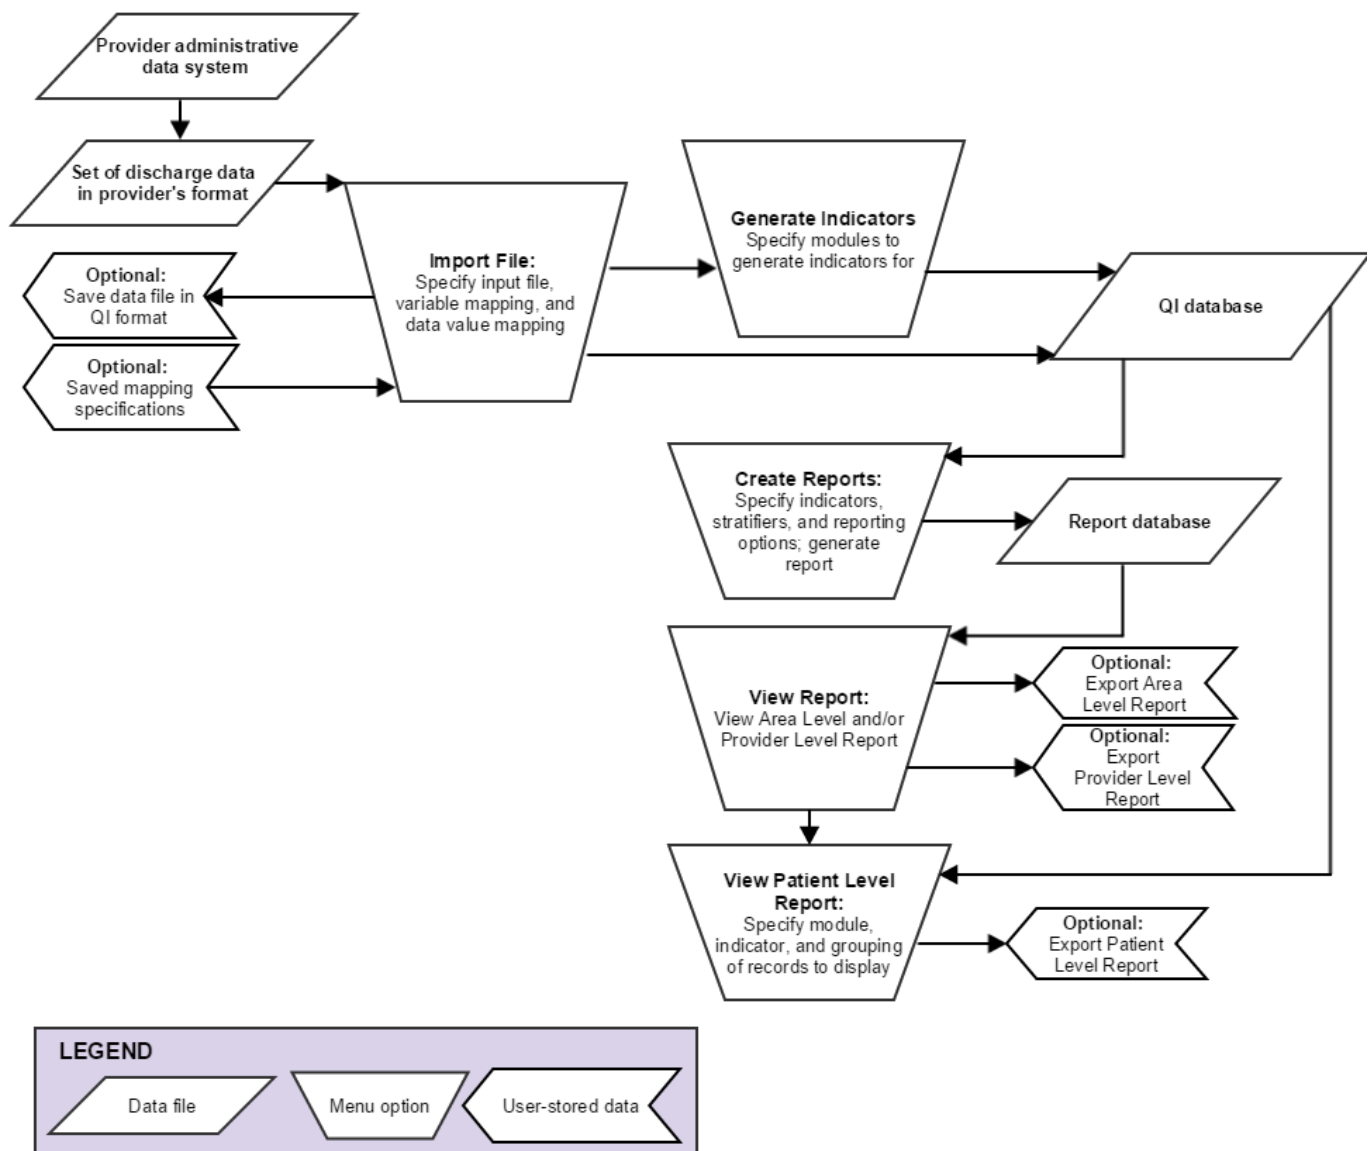 Provider administrative
data system
Set of discharge data
in provider's format
Optional:
Save data file in
QI format
Optional:
Saved mapping
specifications
Import File:
Specify input file,
variable mapping, and
data value mapping
Generate Indicators
Specify modules to
generate indicators for
QI database
Create Reports:
Specify indicators,
stratifiers, and reporting
options; generate
report
Report database
View Report:
View Area Level and/or
Provider Level Report
Optional:
Export Area
Level Report
Optional:
Export
Provider Level
Report
View Patient Level
Report:
Specify module,
indicator, and grouping
of records to display
Optional:
Export Patient
Level Report
LEGEND
Data file
Menu option
User-stored data